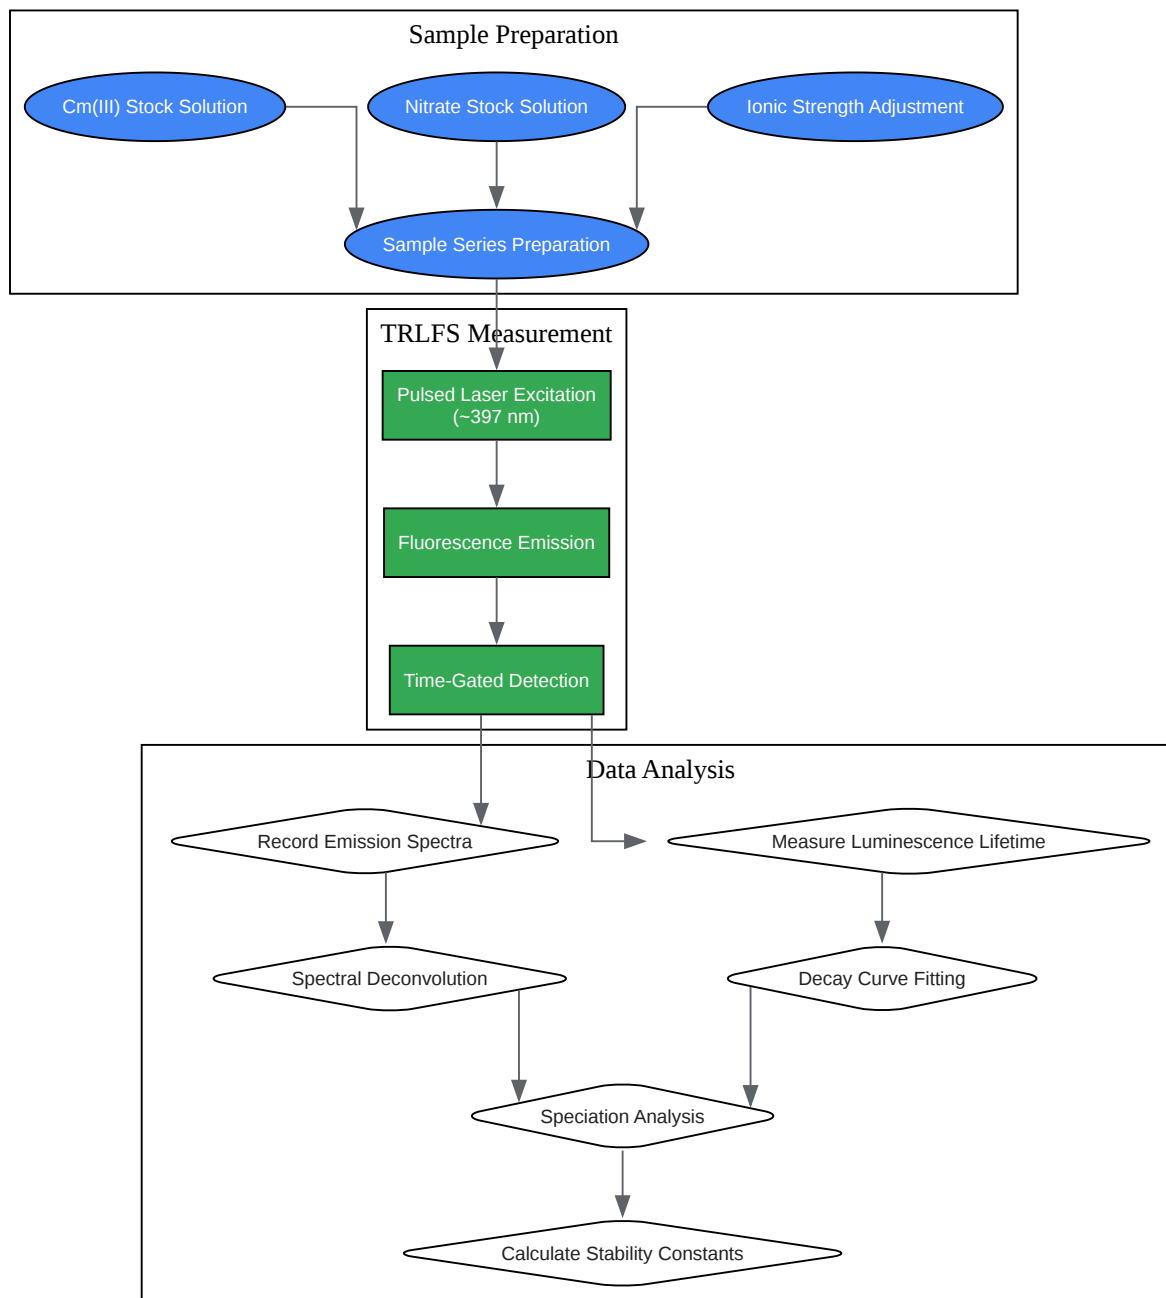 Sample Preparation
Cm(III) Stock Solution
Nitrate Stock Solution
Ionic Strength Adjustment
Sample Series Preparation
TRLFS Measurement
Pulsed Laser Excitation
(~397 nm)
Fluorescence Emission
Time-Gated Detection
Data Analysis
Record Emission Spectra
Measure Luminescence Lifetime
Spectral Deconvolution
Decay Curve Fitting
Speciation Analysis
Calculate Stability Constants